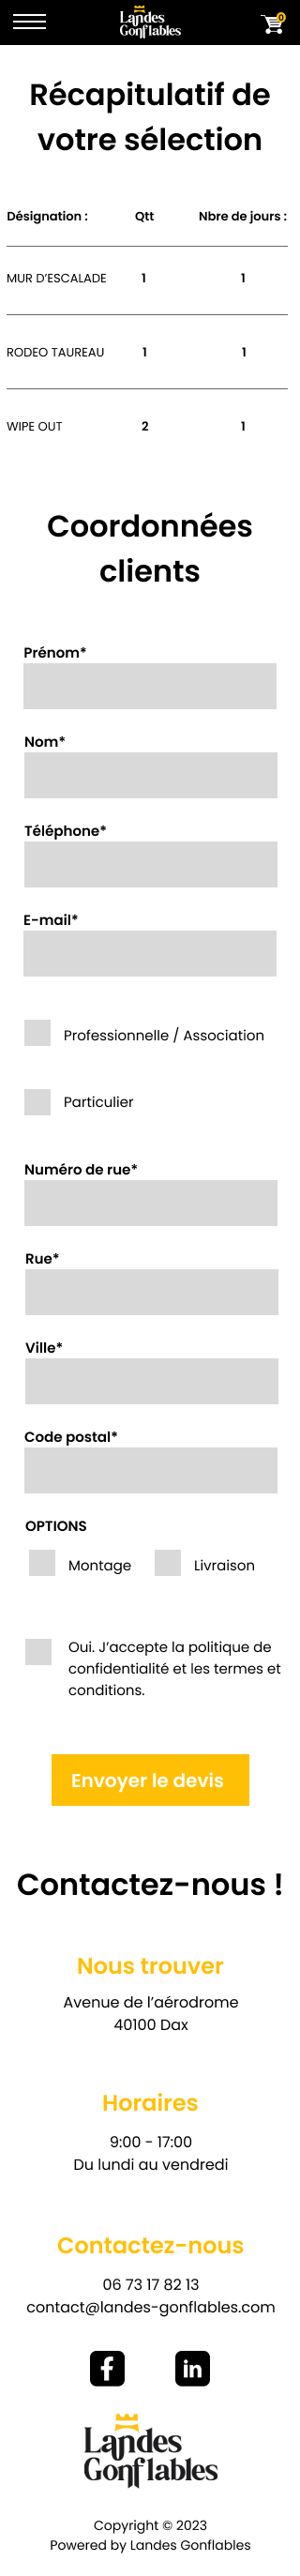 Landes
Gonflables
0
Récapitulatif de
votre sélection
Désignation : Qtt Nbre de jours :
MUR D’ESCALADE 1 1
RODEO TAUREAU 1 1
WIPE OUT 2 1
Coordonnées
clients
Prénom*
Nom*
Téléphone*
E-mail*
Professionnelle / Association
Particulier
Numéro de rue*
Rue*
Ville*
Code postal*
OPTIONS
Montage Livraison
Oui. J’accepte la politique de
confidentialité et les termes et
conditions.
Envoyer le devis
Contactez-nous !
Nous trouver
Avenue de l’aérodrome
40100 Dax
Horaires
9:00 - 17:00
Du lundi au vendredi
Contactez-nous
06 73 17 82 13
contact@landes-gonflables.com
f in
Landes
Gonflables
Copyright © 2023
Powered by Landes Gonflables